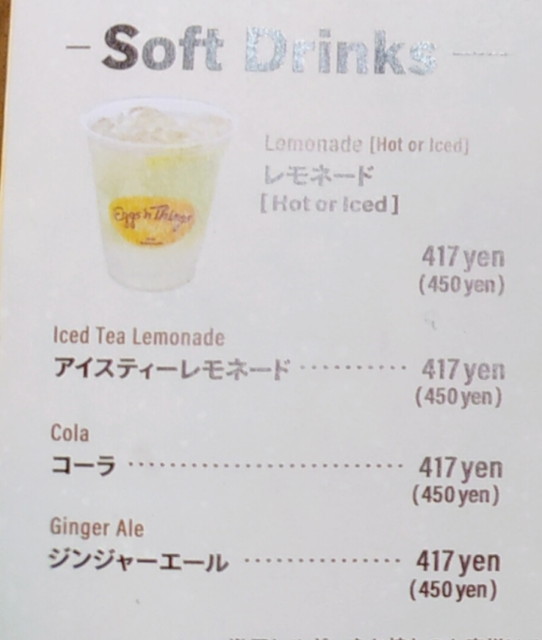 Soft Drinks
Eggs 'n Things
Lemonade [Hot or Iced]
レモネード
[Hot or Iced]
417 yen
(450 yen)
Iced Tea Lemonade
アイスティーレモネード ·········· 417 yen
(450 yen)
Cola
コーラ ························· 417 yen
(450 yen)
Ginger Ale
ジンジャーエール ·············· 417 yen
(450 yen)